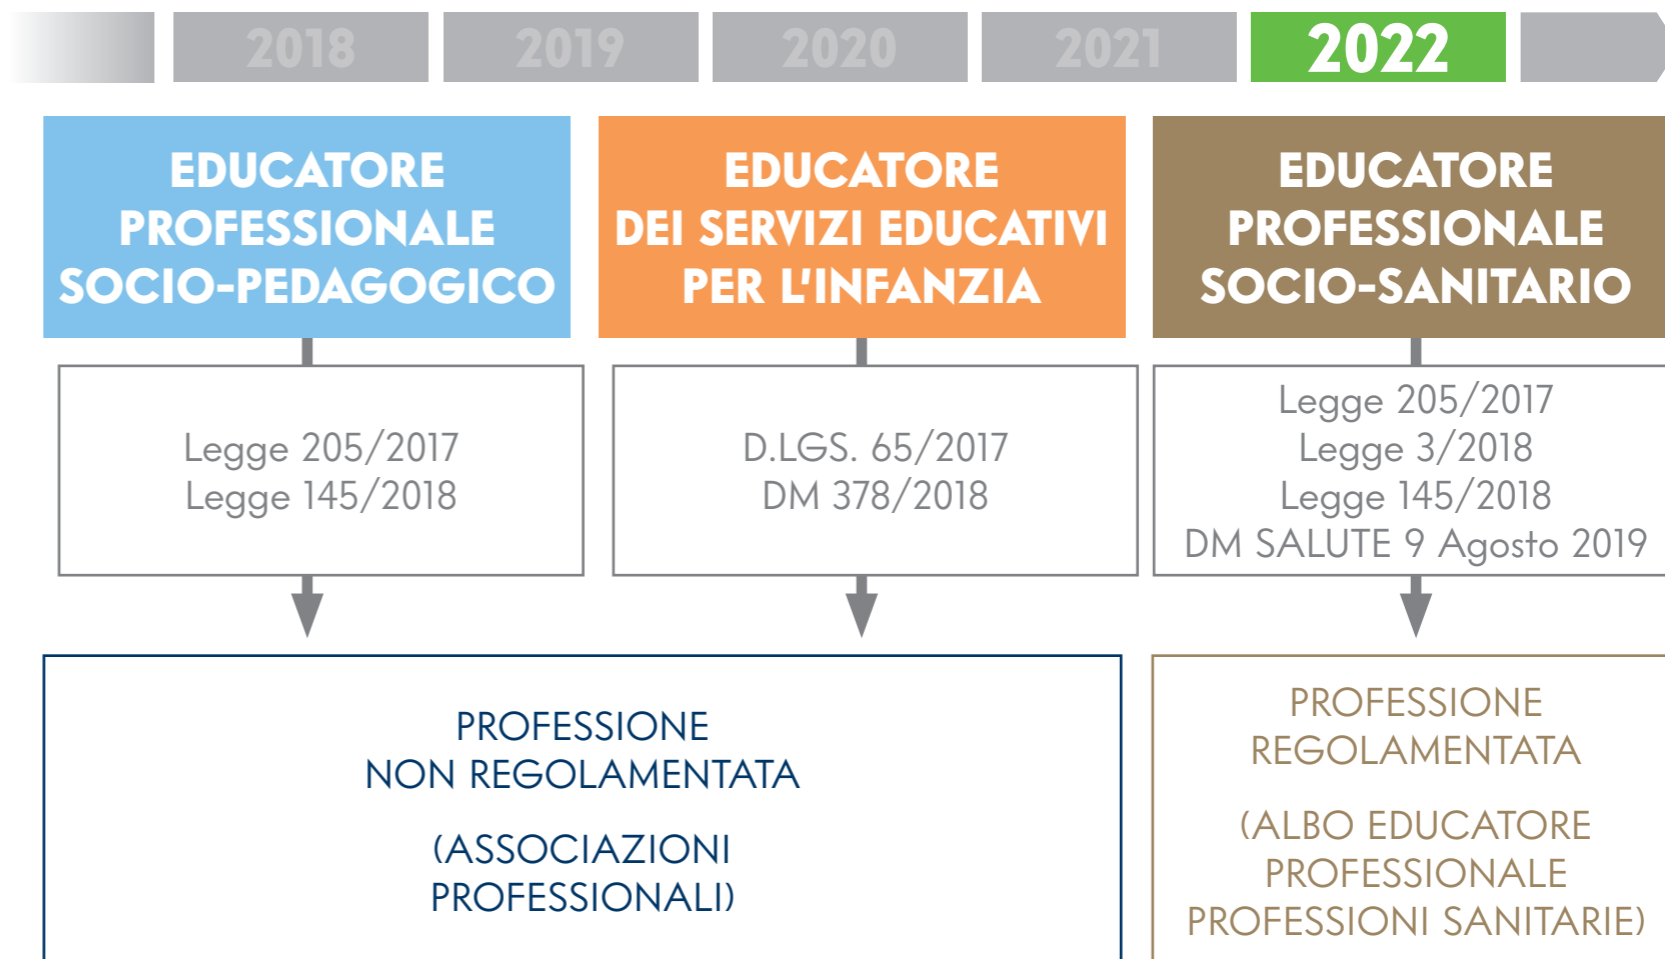 2018 2019 2020 2021 2022
EDUCATORE
PROFESSIONALE
SOCIO-PEDAGOGICO
EDUCATORE
DEI SERVIZI EDUCATIVI
PER L'INFANZIA
EDUCATORE
PROFESSIONALE
SOCIO-SANITARIO
Legge 205/2017
Legge 145/2018
D.LGS. 65/2017
DM 378/2018
Legge 205/2017
Legge 3/2018
Legge 145/2018
DM SALUTE 9 Agosto 2019
PROFESSIONE
NON REGOLAMENTATA
(ASSOCIAZIONI
PROFESSIONALI)
PROFESSIONE
REGOLAMENTATA
(ALBO EDUCATORE
PROFESSIONALE
PROFESSIONI SANITARIE)